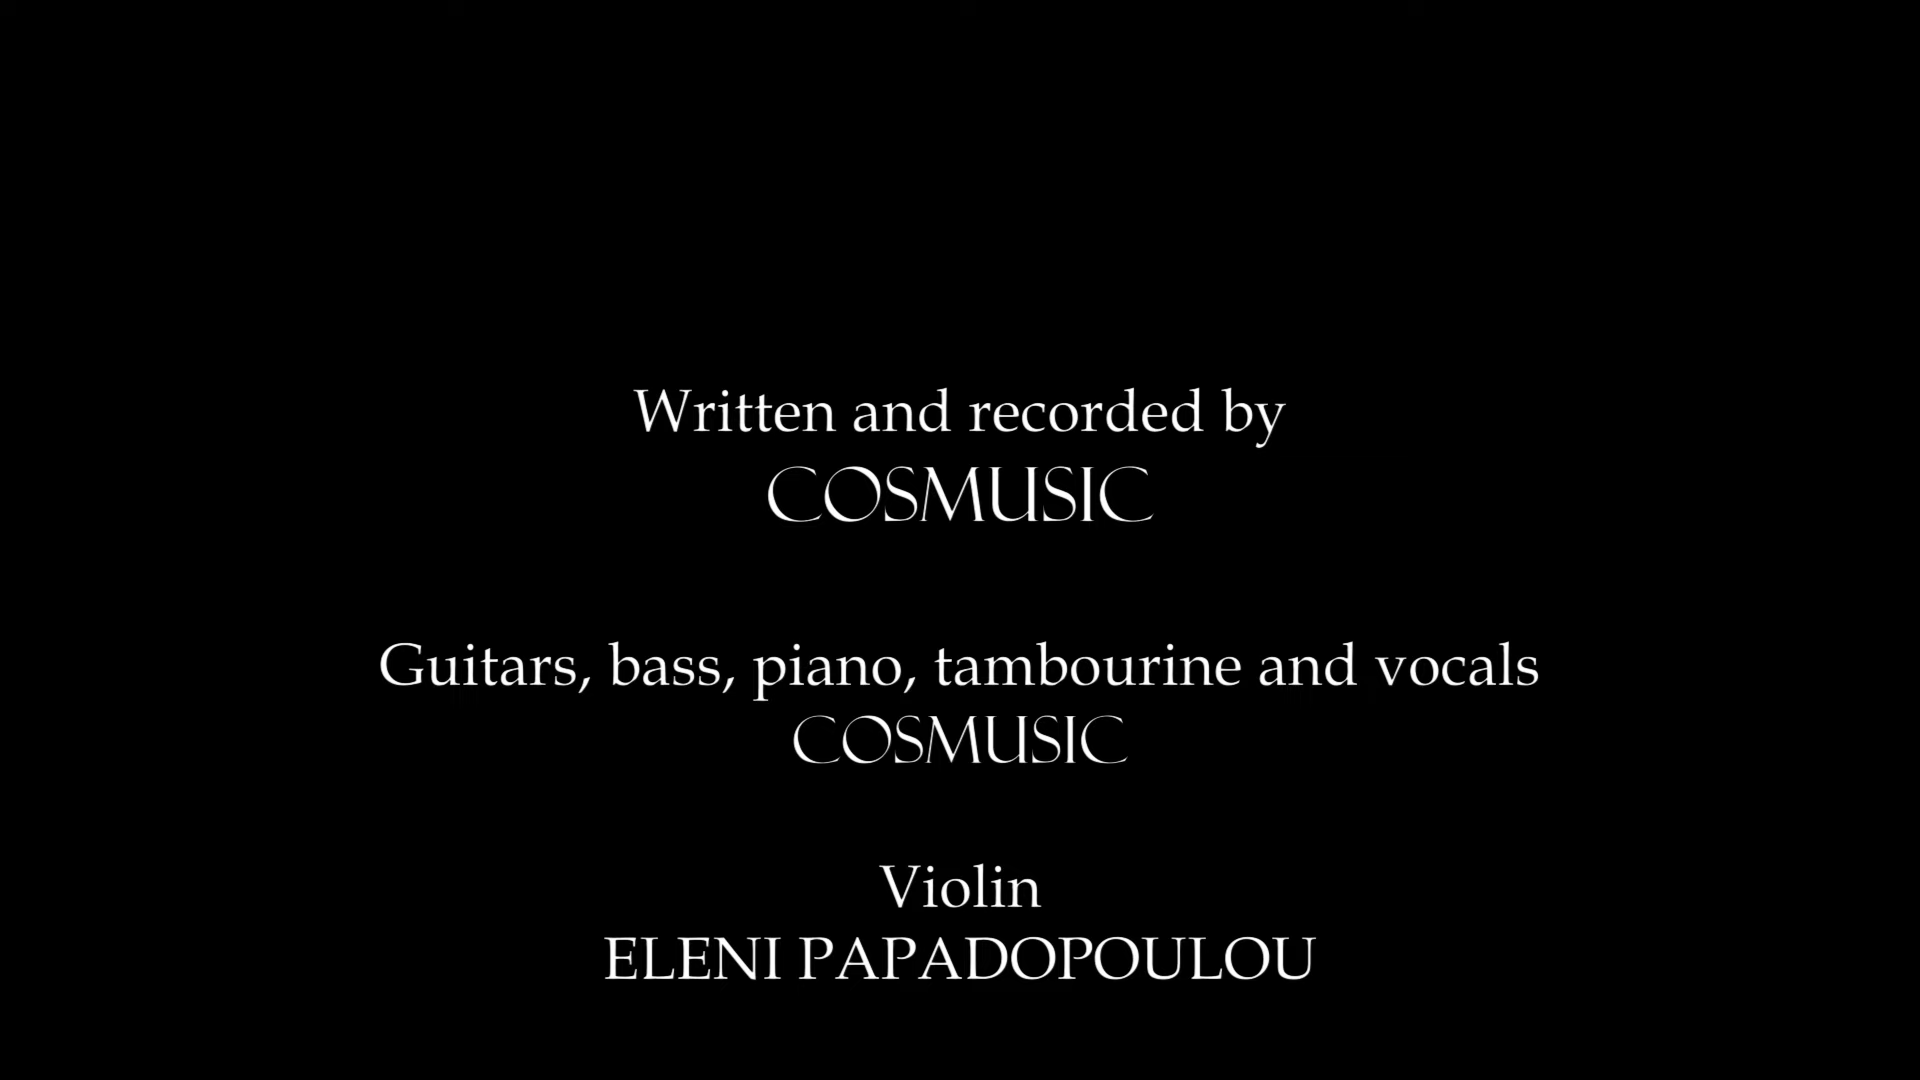 Written and recorded by
COSMUSIC
Guitars, bass, piano, tambourine and vocals
COSMUSIC
Violin
ELENI PAPADOPOULOU